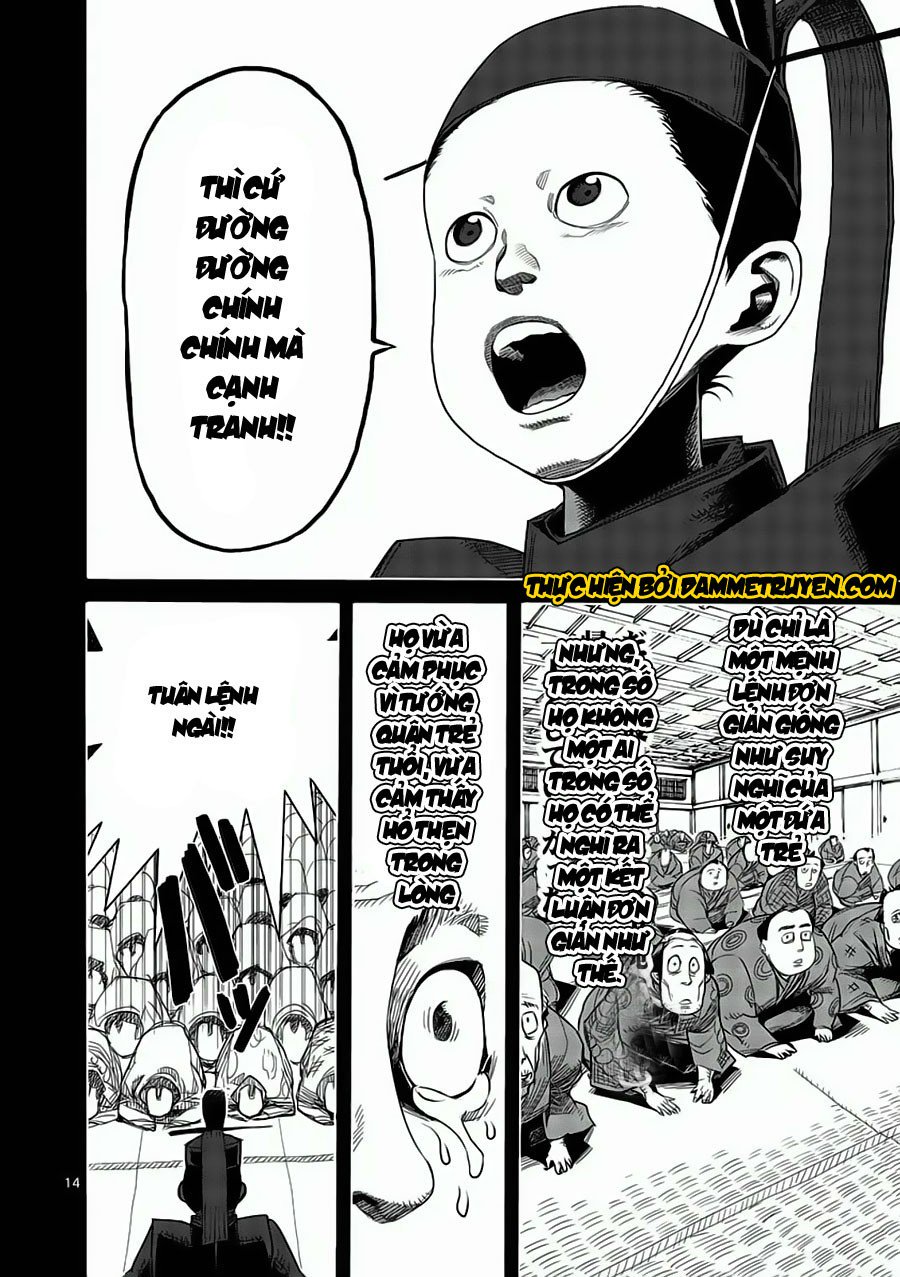 THÌ CỨ
ĐƯỜNG
ĐƯỜNG
CHÍNH
CHÍNH MÀ
CẠNH
TRANH!!
THỰC HIỆN BỞI DAMMETRUYEN.COM
DÙ CHỈ LÀ
MỘT MỆNH
LỆNH ĐƠN
GIẢN GIỐNG
NHƯ SUY
NGHĨ CỦA
MỘT ĐỨA
TRẺ
NHƯNG,
TRONG SỐ
HỌ KHÔNG
MỘT AI
TRONG SỐ
HỌ CÓ THỂ
NGHĨ RA
MỘT KẾT
LUẬN ĐƠN
GIẢN NHƯ
THẾ.
HỌ VỪA
CẢM PHỤC
VÌ TƯỚNG
QUÂN TRẺ
TUỔI, VỪA
CẢM THẤY
HỔ THẸN
TRONG
LÒNG
TUÂN LỆNH
NGÀI!!
14